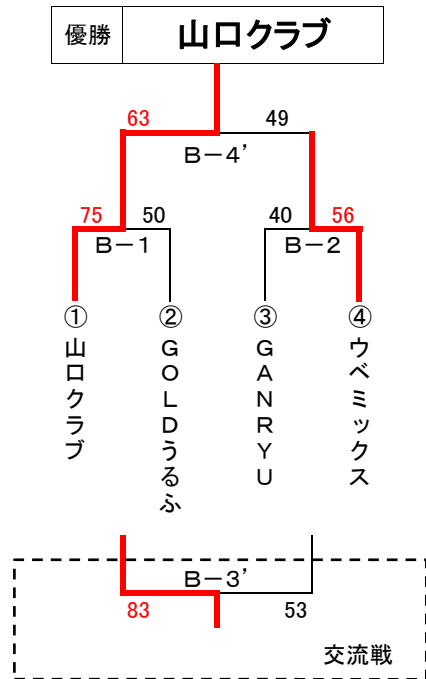 優勝 山口クラブ
63 49
B-4’
75 50 40 56
B-1 B-2
① ② ③ ④
山口クラブ
GOLDうるふ
GANRYU
ウベミックス
B-3’
83 53
交流戦